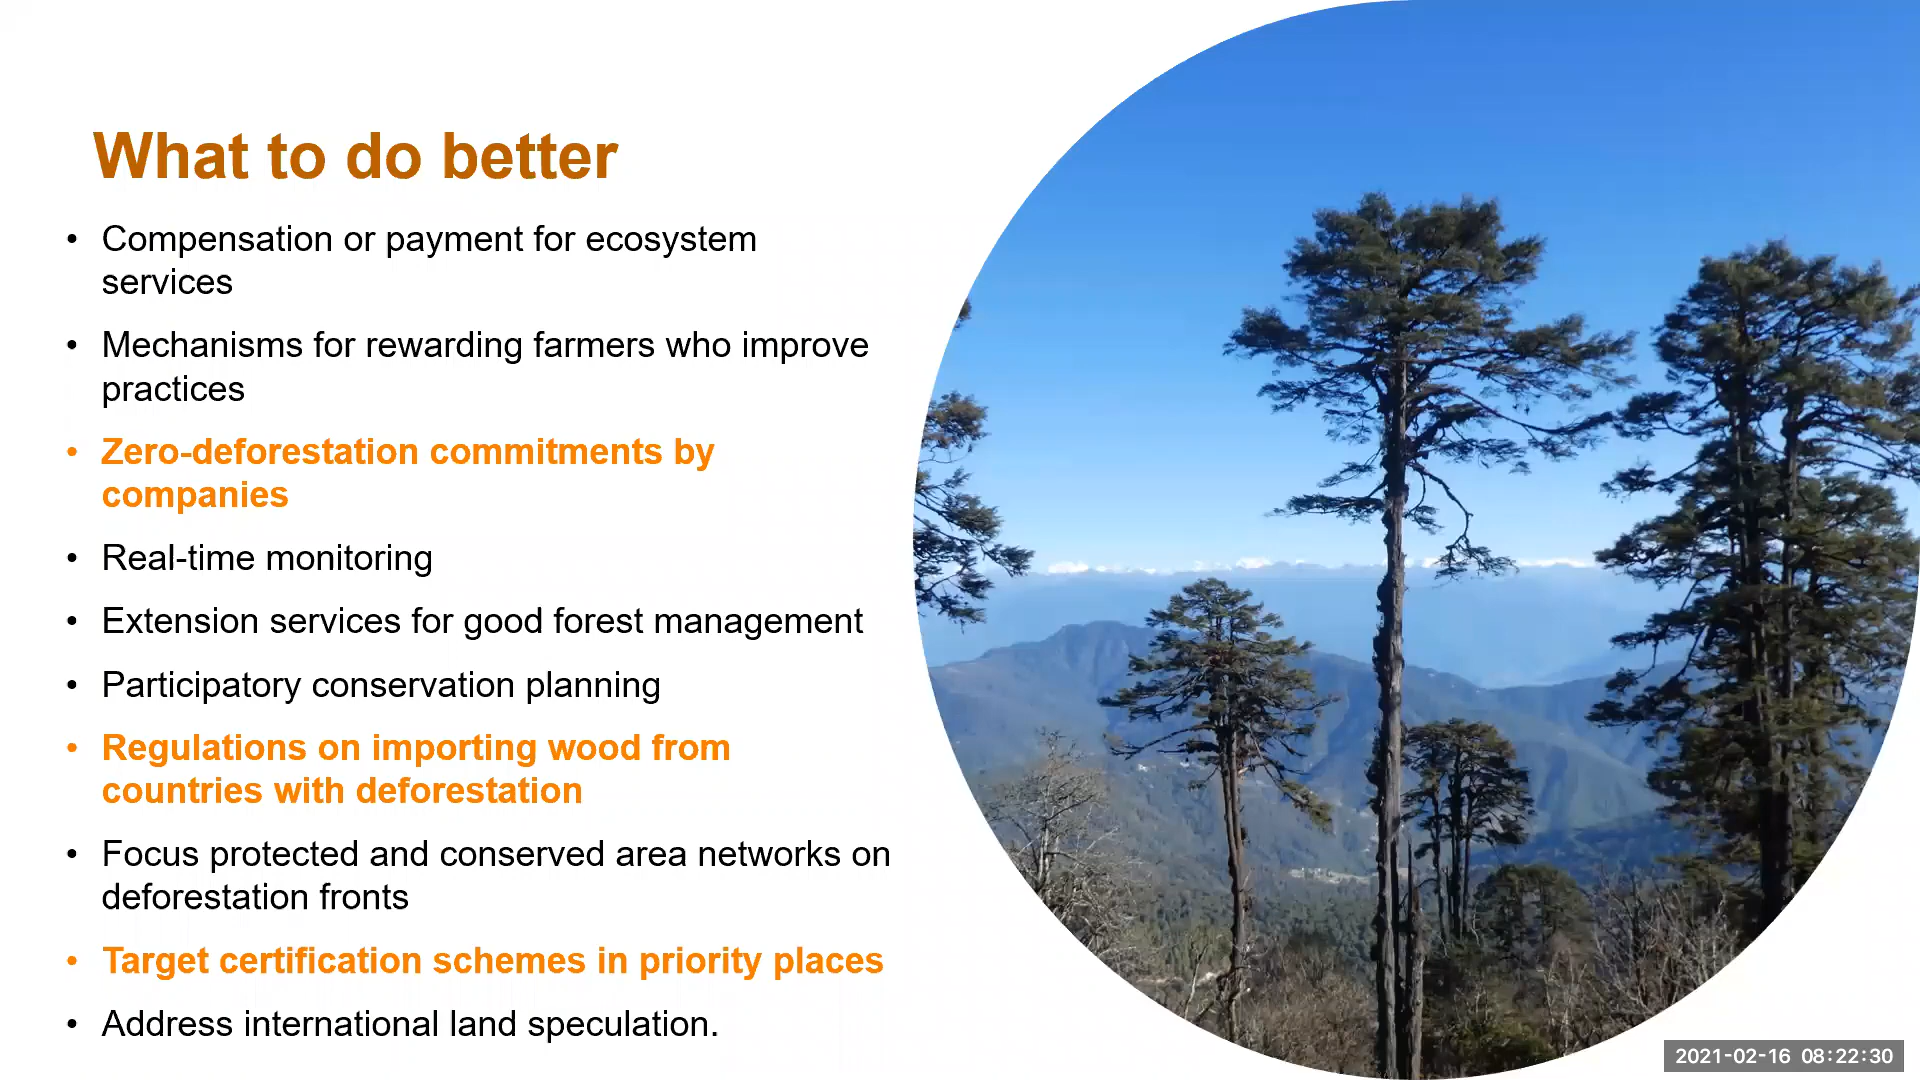 What to do better
• Compensation or payment for ecosystem
services
• Mechanisms for rewarding farmers who improve
practices
• Zero-deforestation commitments by
companies
• Real-time monitoring
• Extension services for good forest management
• Participatory conservation planning
• Regulations on importing wood from
countries with deforestation
• Focus protected and conserved area networks on
deforestation fronts
• Target certification schemes in priority places
• Address international land speculation.
2021-02-16 08:22:30